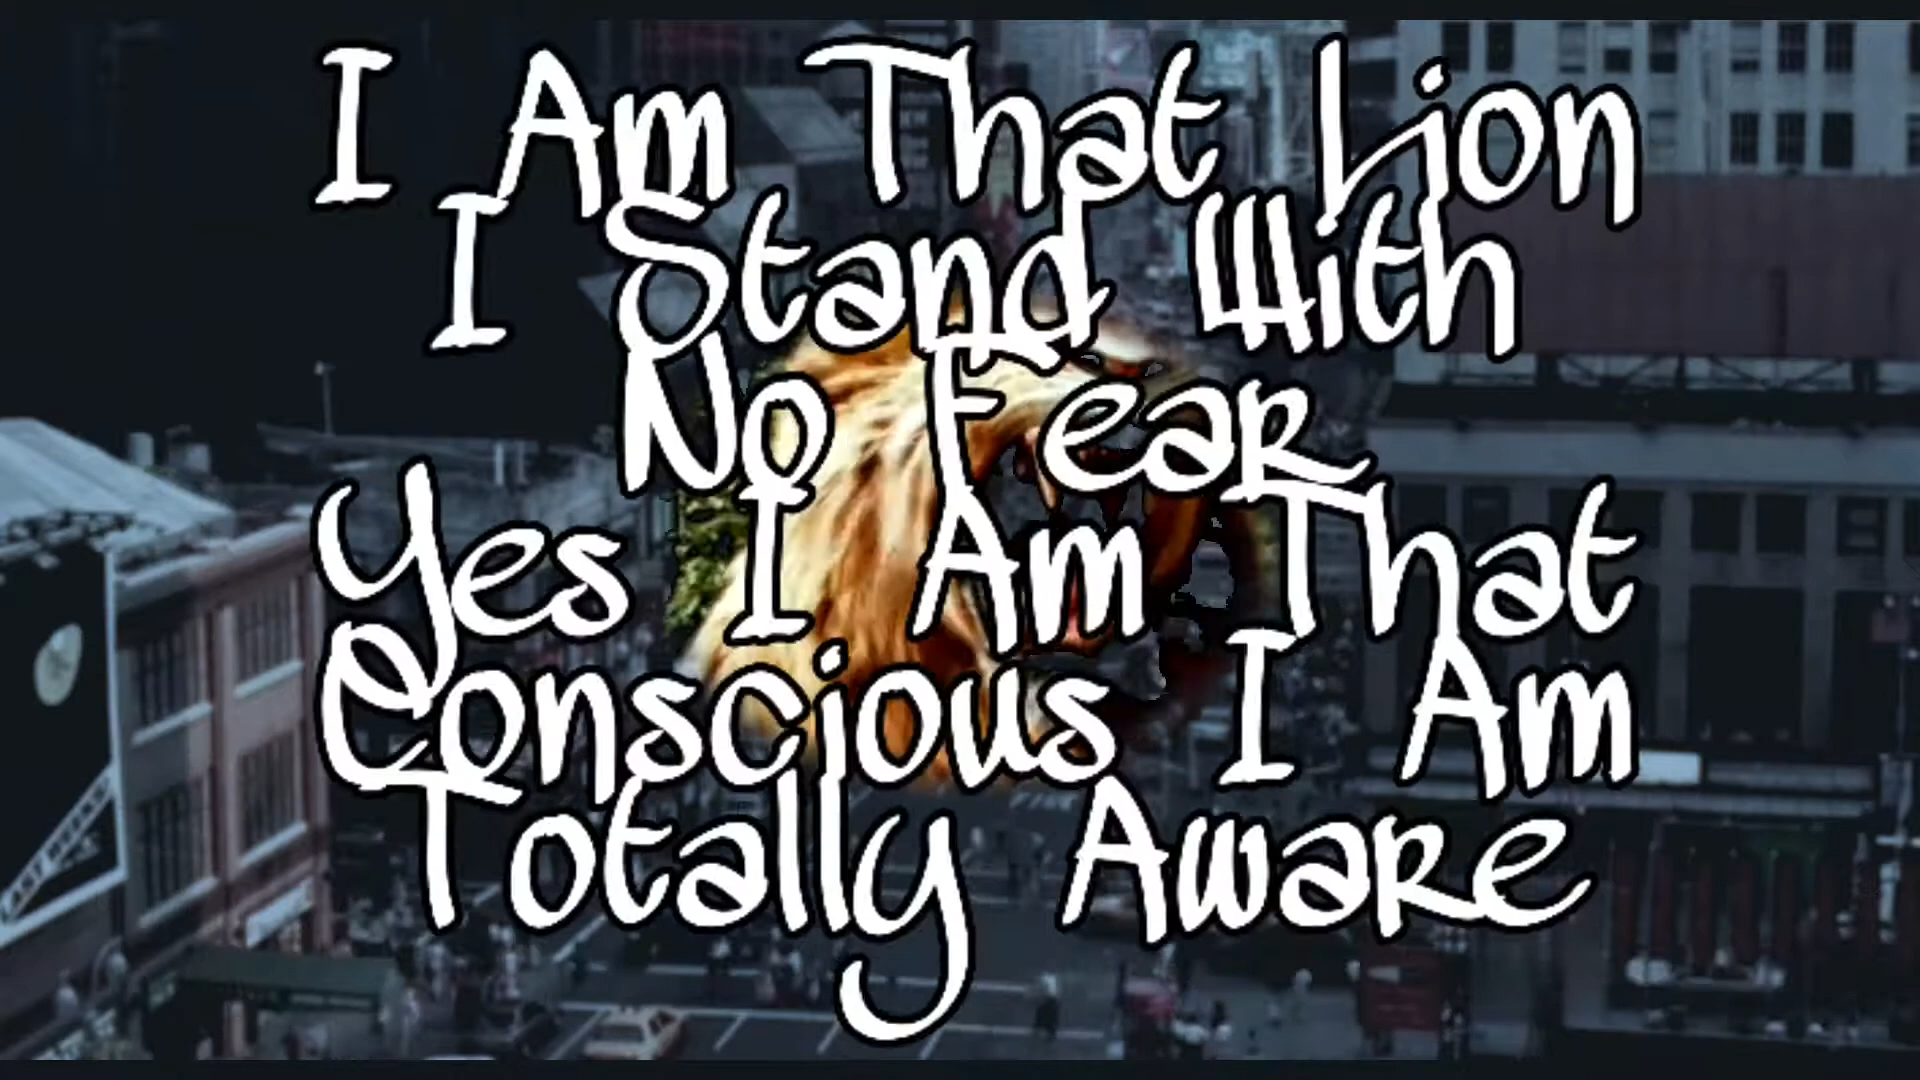 I Am That Lion
I Stand With
No Fear
Yes I Am That
Conscious I Am
Totally Aware